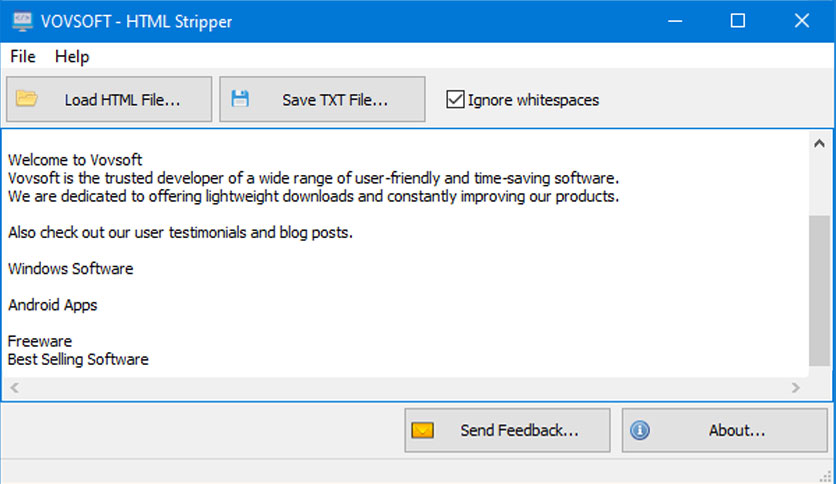 VOVSOFT - HTML Stripper
File Help
Load HTML File... Save TXT File... Ignore whitespaces
Welcome to Vovsoft
Vovsoft is the trusted developer of a wide range of user-friendly and time-saving software.
We are dedicated to offering lightweight downloads and constantly improving our products.
Also check out our user testimonials and blog posts.
Windows Software
Android Apps
Freeware
Best Selling Software
Send Feedback... About...